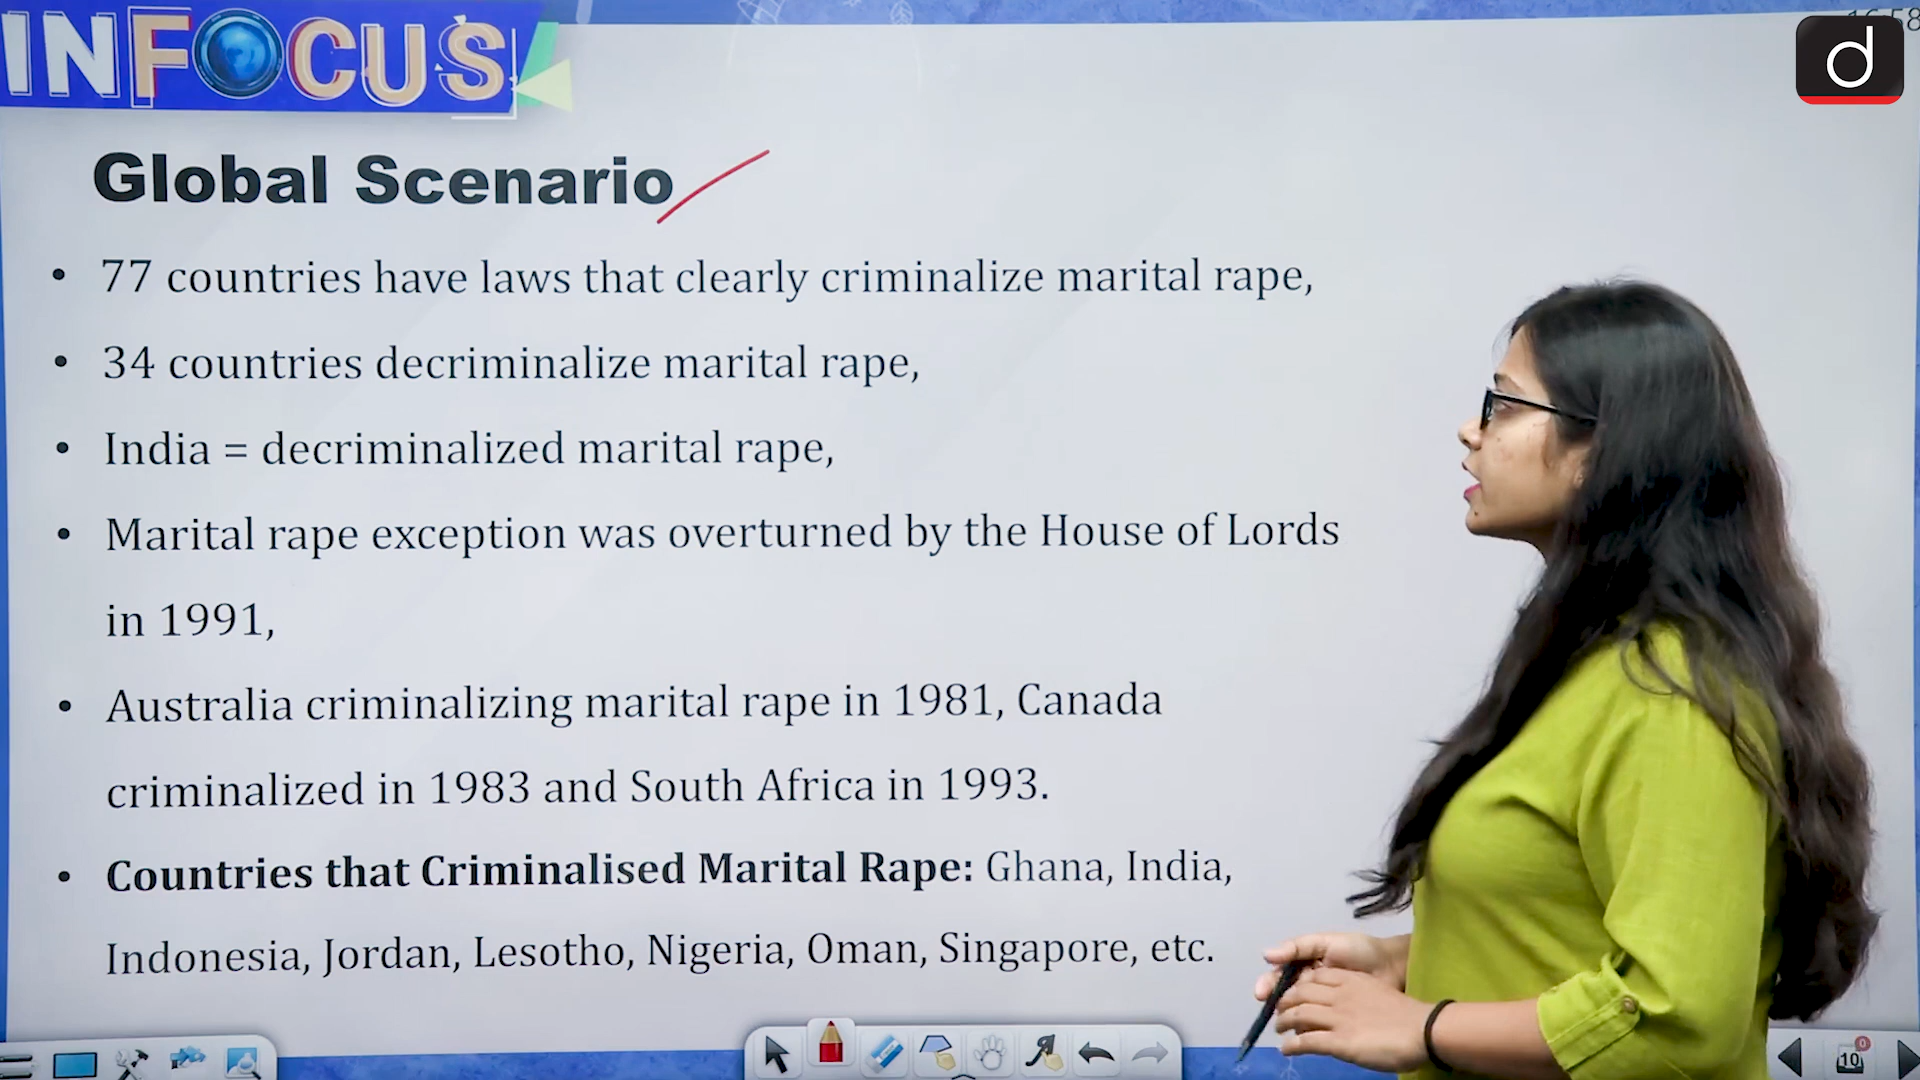 INFOCUS
d
Global Scenario
• 77 countries have laws that clearly criminalize marital rape,
• 34 countries decriminalize marital rape,
• India = decriminalized marital rape,
• Marital rape exception was overturned by the House of Lords
in 1991,
• Australia criminalizing marital rape in 1981, Canada
criminalized in 1983 and South Africa in 1993.
• Countries that Criminalised Marital Rape: Ghana, India,
Indonesia, Jordan, Lesotho, Nigeria, Oman, Singapore, etc.
10
0